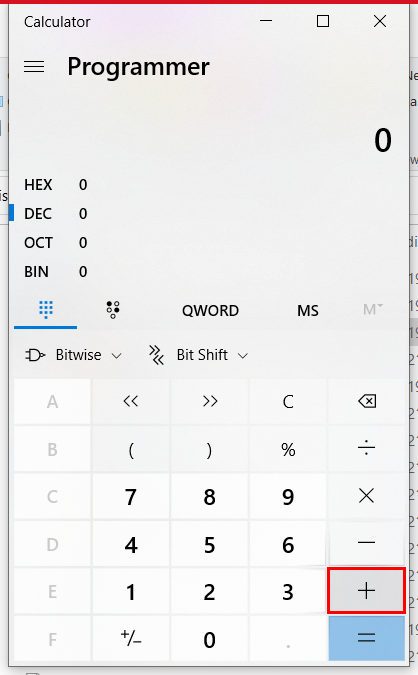 Calculator
Programmer
0
HEX 0
DEC 0
OCT 0
BIN 0
QWORD MS M
Bitwise Bit Shift
A << >> C
B ( ) % ÷
C 7 8 9 ×
D 4 5 6 −
E 1 2 3 +
F +/− 0 . =